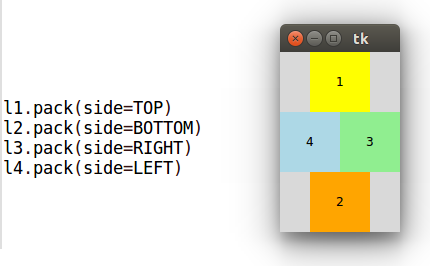 l1.pack(side=TOP)
l2.pack(side=BOTTOM)
l3.pack(side=RIGHT)
l4.pack(side=LEFT)
tk
1
4 3
2